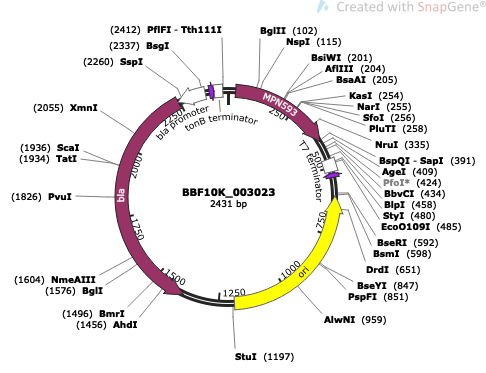 Created with SnapGene®
(2412) PflFI - Tth111I
(2337) BsgI
(2260) SspI
(2055) XmnI
(1936) ScaI
(1934) TatI
(1826) PvuI
(1604) NmeAIII
(1576) BglI
(1496) BmrI
(1456) AhdI
BglII (102)
NspI (115)
BsiWI (201)
AflIII (204)
BsaAI (205)
KasI (254)
NarI (255)
SfoI (256)
PluTI (258)
NruI (335)
BspQI - SapI (391)
AgeI (409)
PfoI* (424)
BbvCI (434)
BlpI (458)
StyI (480)
EcoO109I (485)
BseRI (592)
BsmI (598)
DrdI (651)
BseYI (847)
PspFI (851)
AlwNI (959)
StuI (1197)
MPN593
T7 terminator
ori
bla
bla promoter
tonB terminator
250
500
750
1000
1250
1500
1750
2000
2250
BBF10K_003023
2431 bp